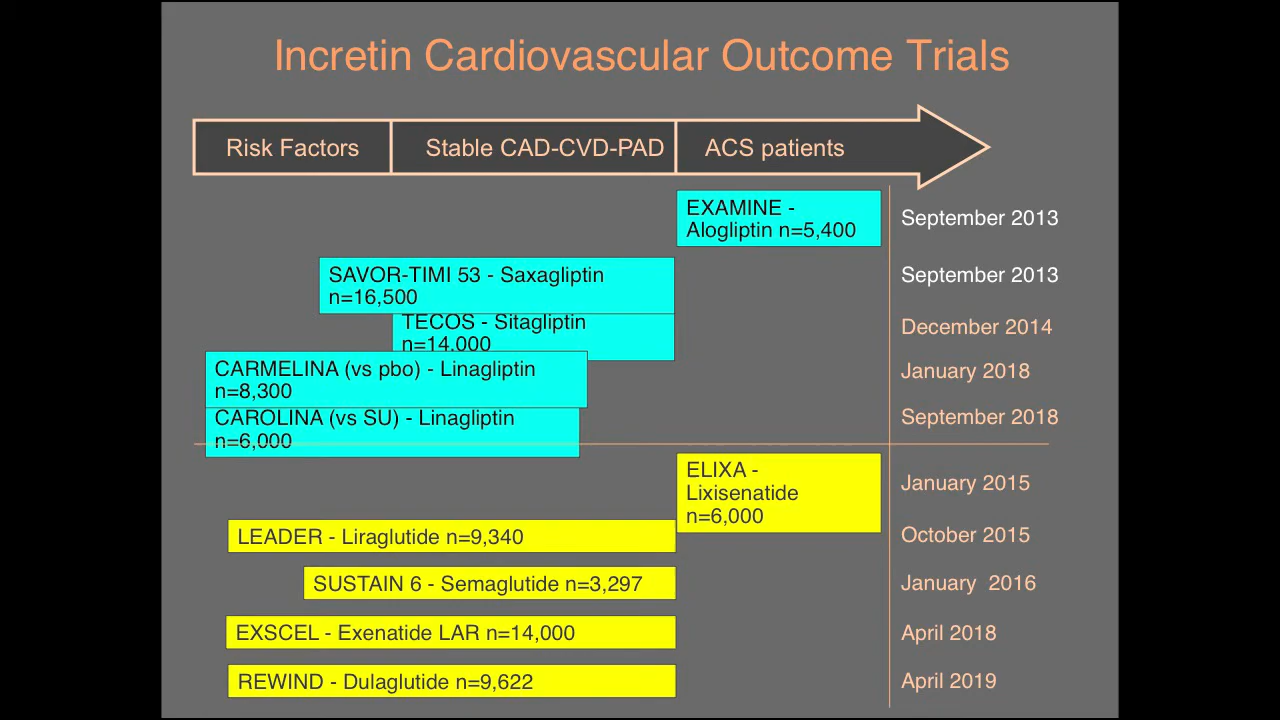 Incretin Cardiovascular Outcome Trials
Risk Factors
Stable CAD-CVD-PAD
ACS patients
EXAMINE -
Alogliptin n=5,400
September 2013
SAVOR-TIMI 53 - Saxagliptin
n=16,500
September 2013
TECOS - Sitagliptin
n=14,000
December 2014
CARMELINA (vs pbo) - Linagliptin
n=8,300
January 2018
CAROLINA (vs SU) - Linagliptin
n=6,000
September 2018
ELIXA -
Lixisenatide
n=6,000
January 2015
LEADER - Liraglutide n=9,340
October 2015
SUSTAIN 6 - Semaglutide n=3,297
January 2016
EXSCEL - Exenatide LAR n=14,000
April 2018
REWIND - Dulaglutide n=9,622
April 2019